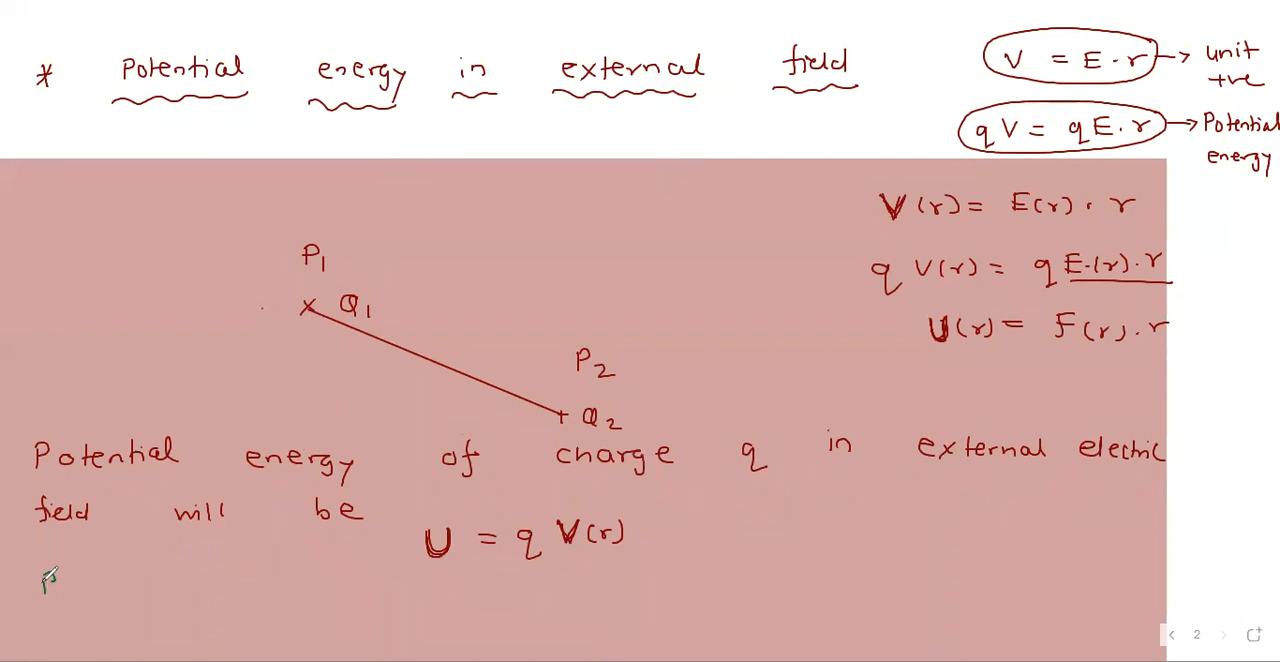 * Potential energy in external field
V = E · r → unit +ve
qV = qE · r → Potential energy
V(r) = E(r) · r
q V(r) = q E·(r) · r
U(r) = F(r) · r
P1
× Q1
P2
+ Q2
Potential energy of charge q in external electric
field will be
U = q V(r)
P
2